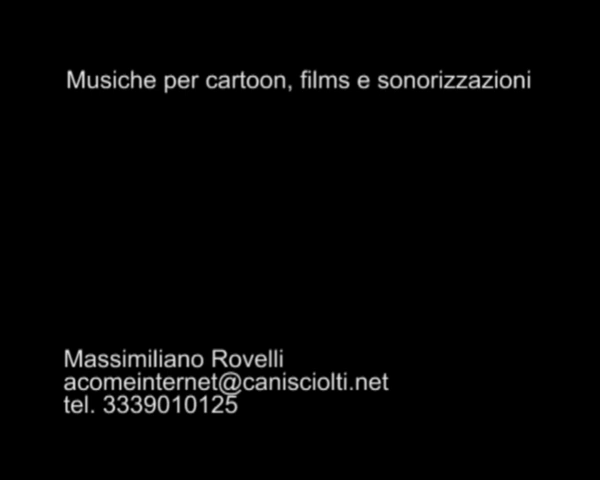 Musiche per cartoon, films e sonorizzazioni
Massimiliano Rovelli
acomeinternet@canisciolti.net
tel. 3339010125